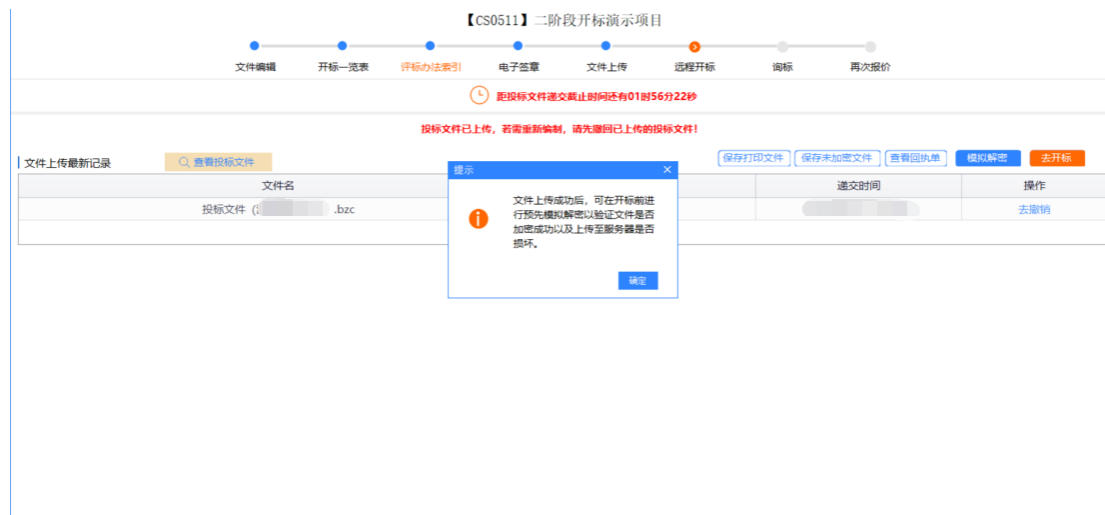 【CS0511】二阶段开标演示项目
文件编辑 开标一览表 评标办法索引 电子签章 文件上传 远程开标 询标 再次报价
距投标文件递交截止时间还有01时56分22秒
投标文件已上传，若需重新编制，请先撤回已上传的投标文件！
文件上传最新记录 查看投标文件 保存打印文件 保存未加密文件 查看回执单 模拟解密 去开标
文件名 递交时间 操作
投标文件 ( .bzc 去撤销
提示
文件上传成功后，可在开标前进
行预先模拟解密以验证文件是否
加密成功以及上传至服务器是否
损坏。
确定